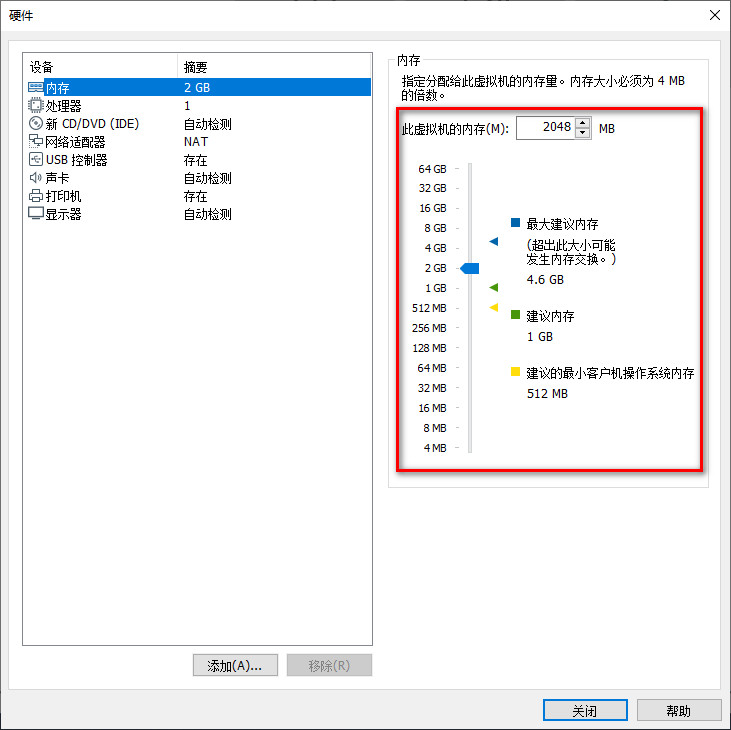 硬件
设备 摘要
内存 2 GB
处理器 1
新 CD/DVD (IDE) 自动检测
网络适配器 NAT
USB 控制器 存在
声卡 自动检测
打印机 存在
显示器 自动检测
添加(A)... 移除(R)
内存
指定分配给此虚拟机的内存量。内存大小必须为 4 MB
的倍数。
此虚拟机的内存(M): 2048 MB
64 GB
32 GB
16 GB
8 GB
4 GB
2 GB
1 GB
512 MB
256 MB
128 MB
64 MB
32 MB
16 MB
8 MB
4 MB
最大建议内存
(超出此大小可能
发生内存交换。)
4.6 GB
建议内存
1 GB
建议的最小客户机操作系统内存
512 MB
关闭 帮助